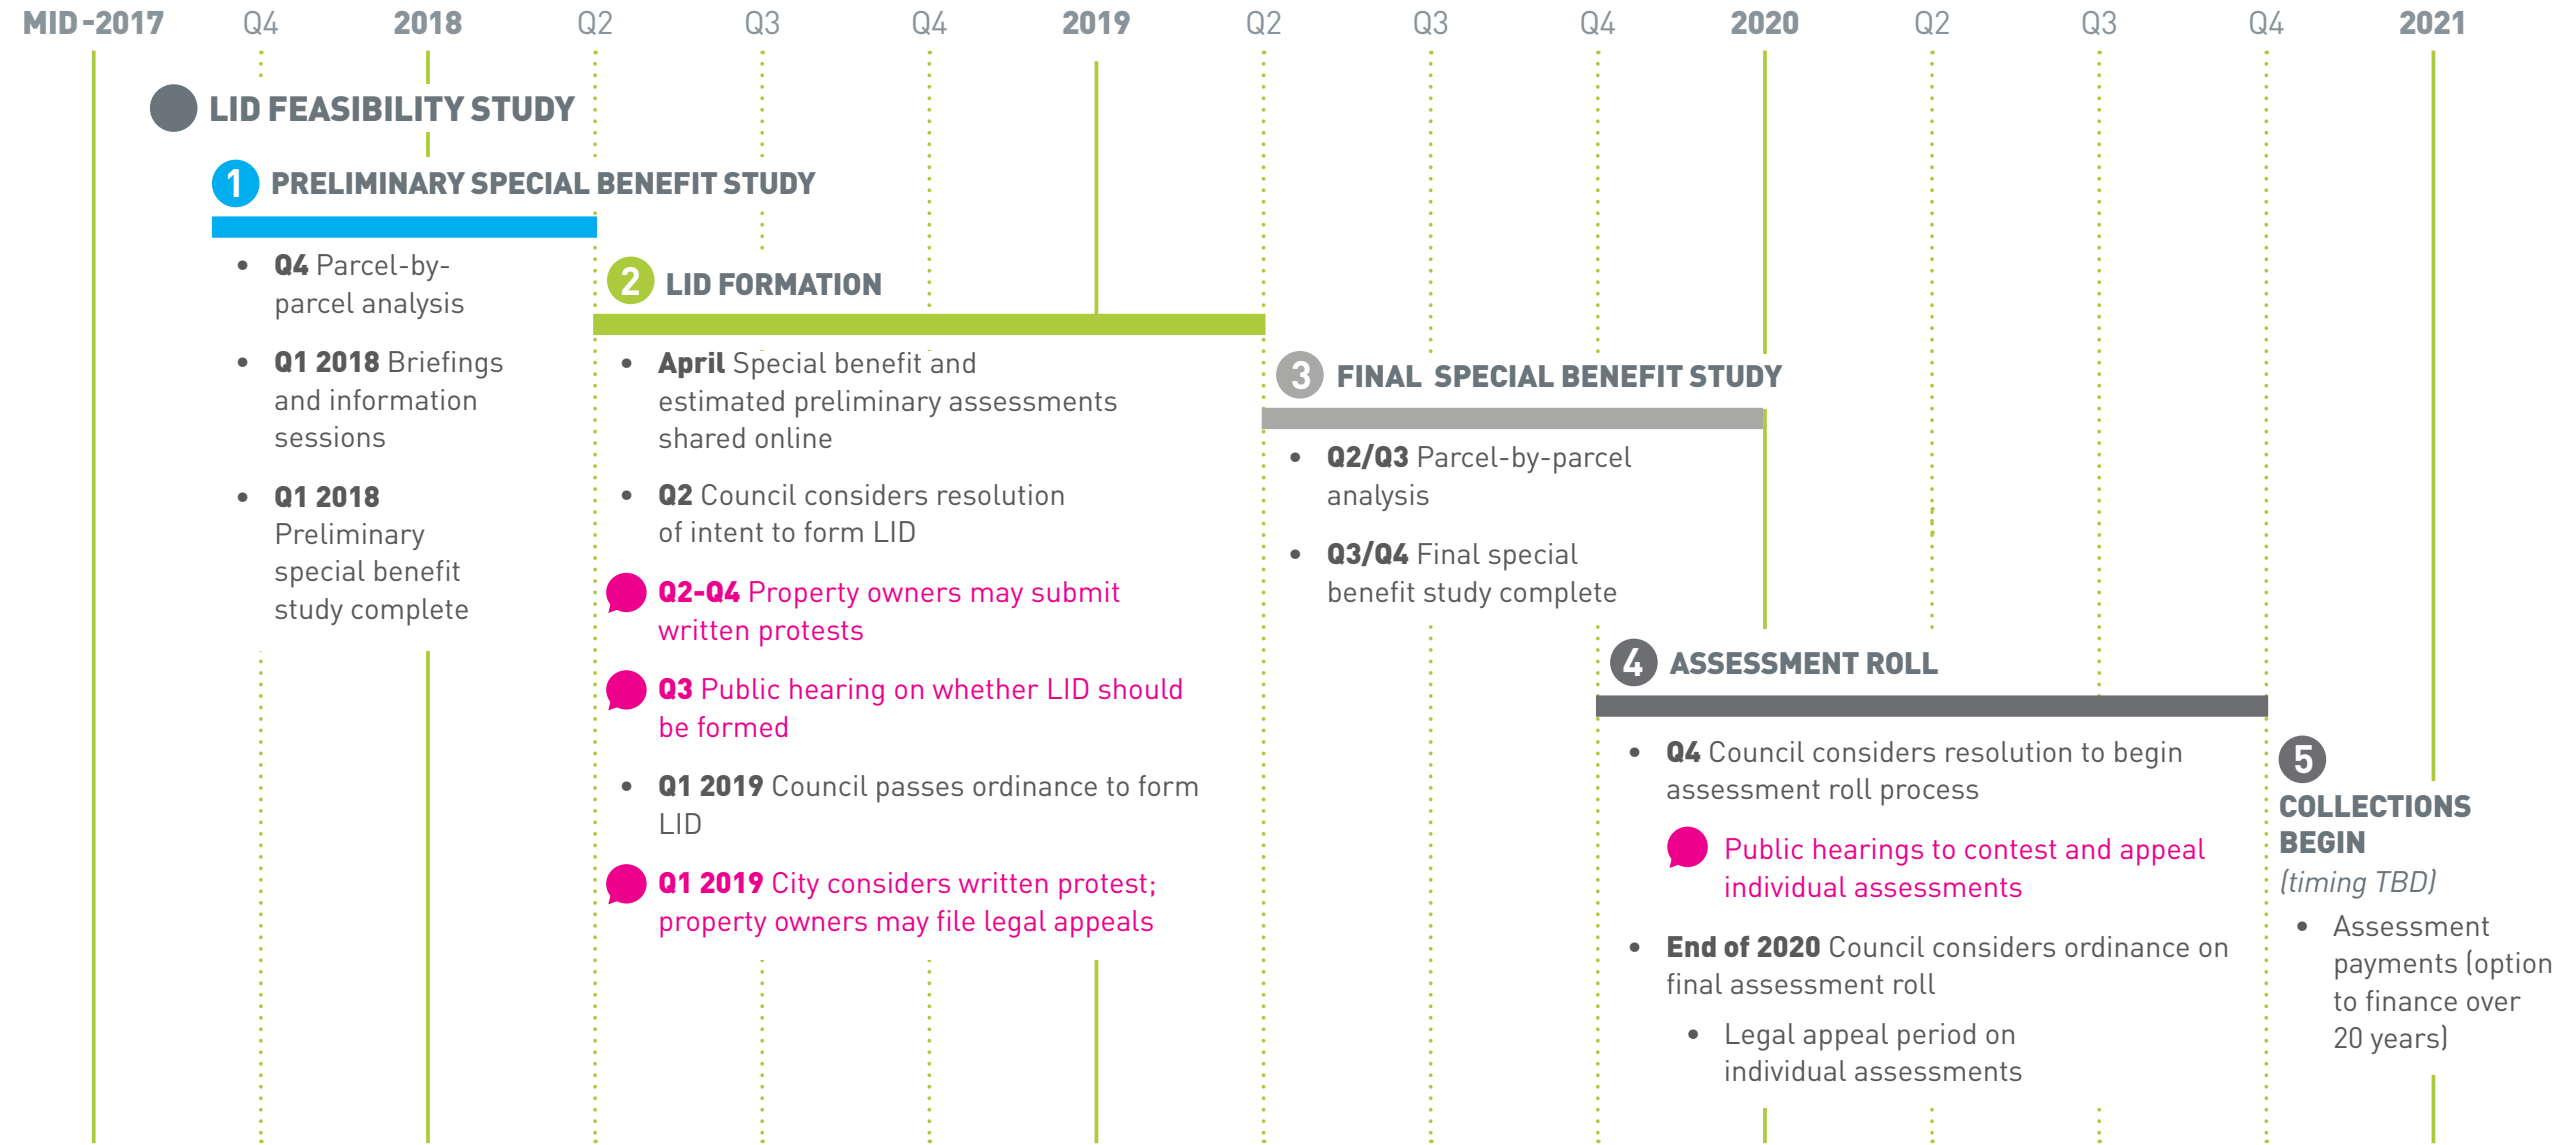 MID-2017 Q4 2018 Q2 Q3 Q4 2019 Q2 Q3 Q4 2020 Q2 Q3 Q4 2021
LID FEASIBILITY STUDY
1 PRELIMINARY SPECIAL BENEFIT STUDY
• Q4 Parcel-by-
parcel analysis
• Q1 2018 Briefings
and information
sessions
• Q1 2018
Preliminary
special benefit
study complete
2 LID FORMATION
• April Special benefit and
estimated preliminary assessments
shared online
• Q2 Council considers resolution
of intent to form LID
Q2-Q4 Property owners may submit
written protests
Q3 Public hearing on whether LID should
be formed
• Q1 2019 Council passes ordinance to form
LID
Q1 2019 City considers written protest;
property owners may file legal appeals
3 FINAL SPECIAL BENEFIT STUDY
• Q2/Q3 Parcel-by-parcel
analysis
• Q3/Q4 Final special
benefit study complete
4 ASSESSMENT ROLL
• Q4 Council considers resolution to begin
assessment roll process
Public hearings to contest and appeal
individual assessments
• End of 2020 Council considers ordinance on
final assessment roll
• Legal appeal period on
individual assessments
5
COLLECTIONS
BEGIN
(timing TBD)
• Assessment
payments (option
to finance over
20 years)